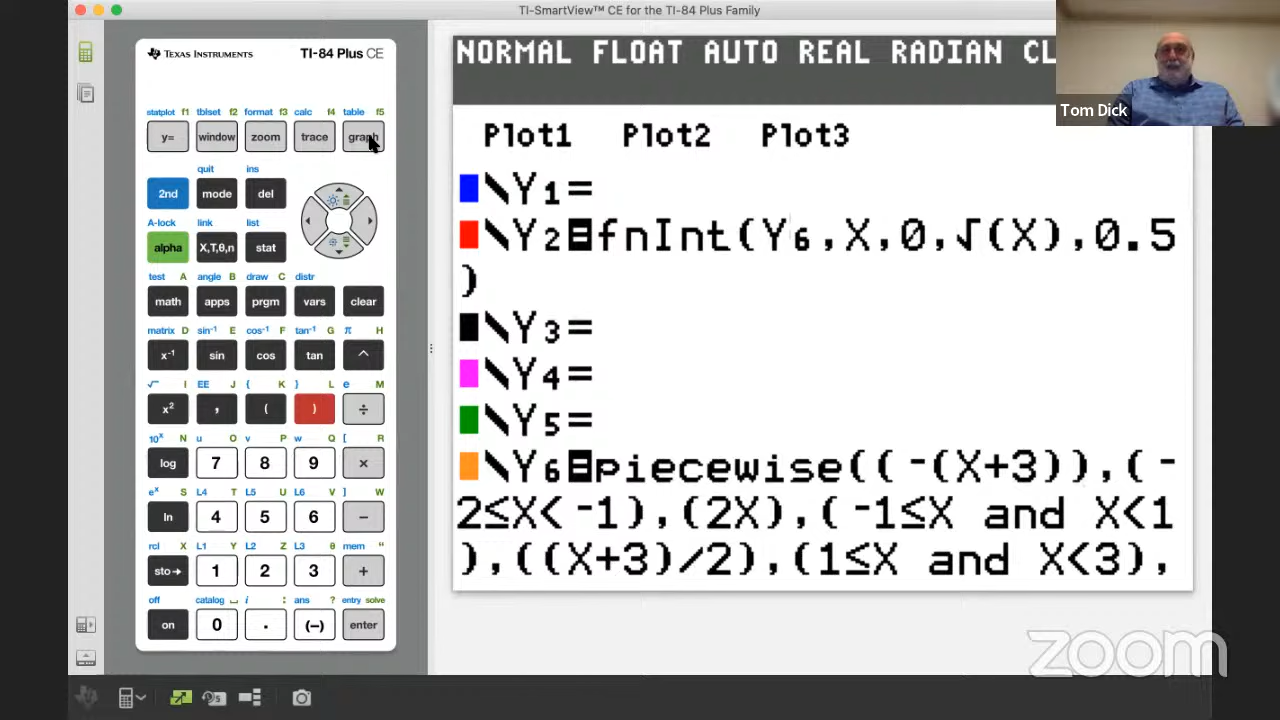 TI-SmartView™ CE for the TI-84 Plus Family
TEXAS INSTRUMENTS TI-84 Plus CE
statplot f1 tblset f2 format f3 calc f4 table f5
y= window zoom trace graph
quit ins
2nd mode del
A-lock link list
alpha X,T,θ,n stat
test A angle B draw C distr
math apps prgm vars clear
matrix D sin⁻¹ E cos⁻¹ F tan⁻¹ G π H
x⁻¹ sin cos tan ^
√ I EE J { K } L e M
x² , ( ) ÷
10ˣ N u O v P w Q [ R
log 7 8 9 ×
eˣ S L4 T L5 U L6 V ] W
ln 4 5 6 −
rcl X L1 Y L2 Z L3 θ mem "
sto→ 1 2 3 +
off catalog ⎵ i : ans ? entry solve
on 0 . (−) enter
NORMAL FLOAT AUTO REAL RADIAN CL
Plot1 Plot2 Plot3
\Y1=
\Y2=fnInt(Y6,X,0,√(X),0.5
)
\Y3=
\Y4=
\Y5=
\Y6=piecewise((-(X+3)),(-
2≤X<-1),(2X),(-1≤X and X<1
),((X+3)/2),(1≤X and X<3),
Tom Dick
zoom